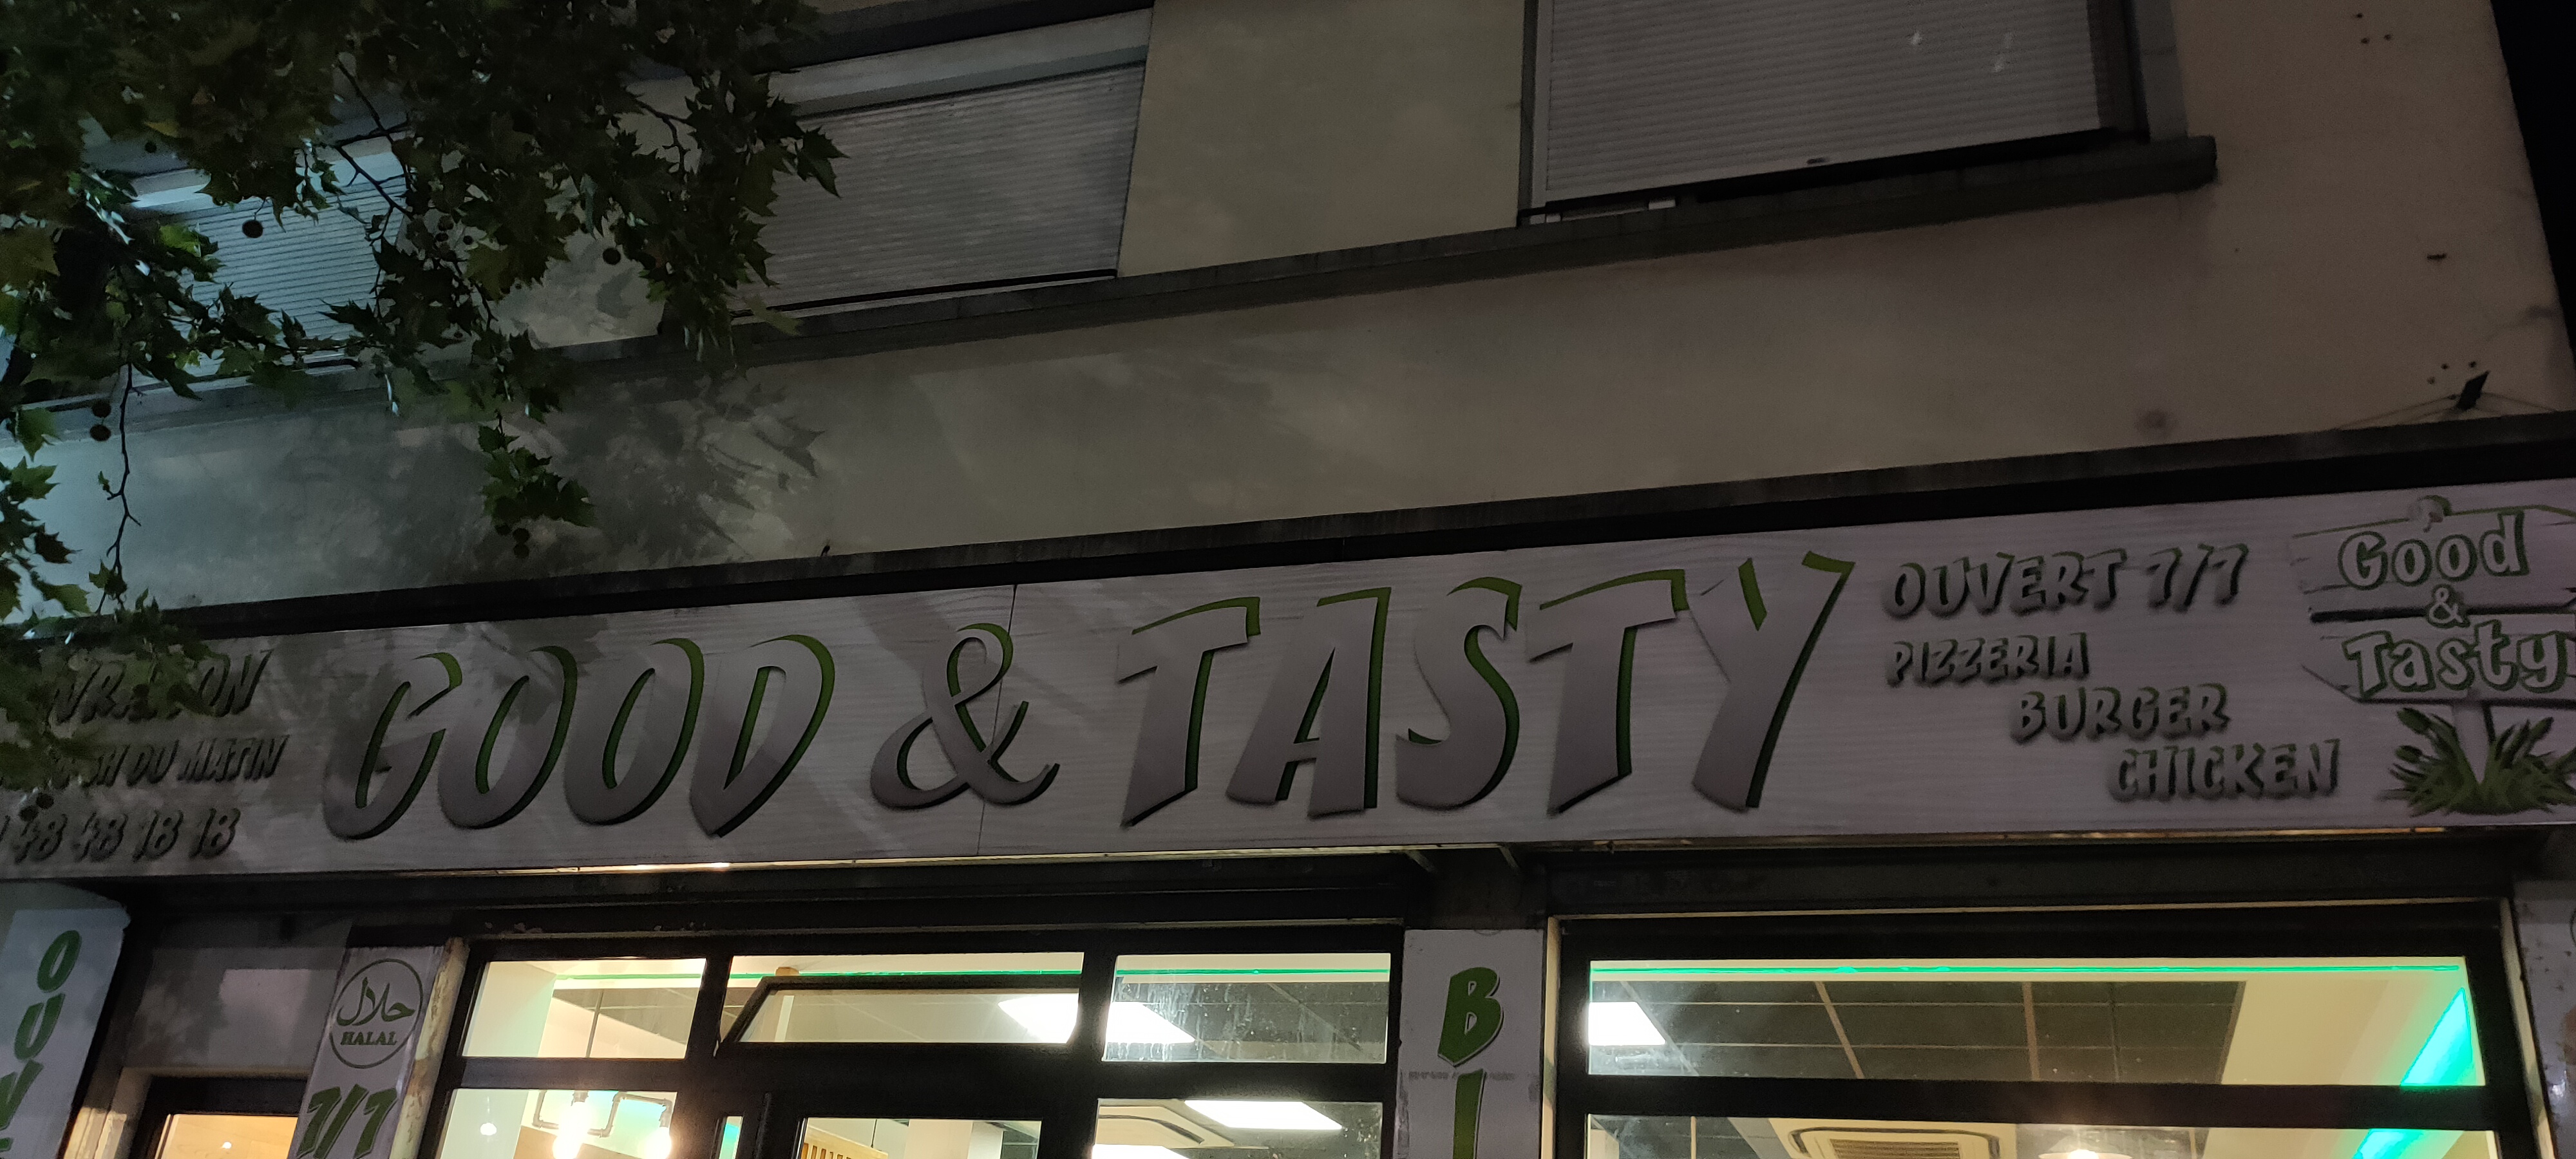 DU MATIN
48 48 18 18
GOOD & TASTY
OUVERT 7/7
PIZZERIA
BURGER
CHICKEN
Good
&
Tasty
حلال
HALAL
7/7